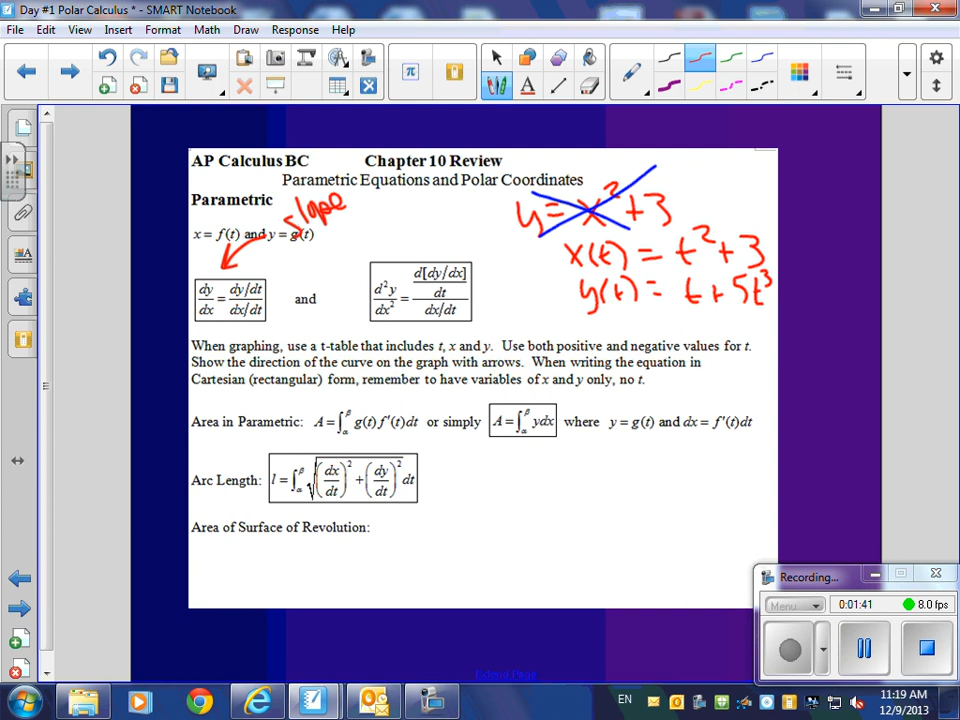 Day #1 Polar Calculus * - SMART Notebook
File Edit View Insert Format Math Draw Response Help
AP Calculus BC Chapter 10 Review
Parametric Equations and Polar Coordinates
Parametric
slope
y = x² + 3
x = f(t) and y = g(t)
x(t) = t² + 3
y(t) = t + 5t³
dy/dx = (dy/dt)/(dx/dt) and d²y/dx² = (d[dy/dx]/dt)/(dx/dt)
When graphing, use a t-table that includes t, x and y. Use both positive and negative values for t.
Show the direction of the curve on the graph with arrows. When writing the equation in
Cartesian (rectangular) form, remember to have variables of x and y only, no t.
Area in Parametric: A = ∫_α^β g(t) f′(t)dt or simply A = ∫_α^β ydx where y = g(t) and dx = f′(t)dt
Arc Length: l = ∫_α^β √((dx/dt)² + (dy/dt)²) dt
Area of Surface of Revolution:
Extend Page
Recording...
Menu 0:01:41 8.0 fps
EN 11:19 AM
12/9/2013